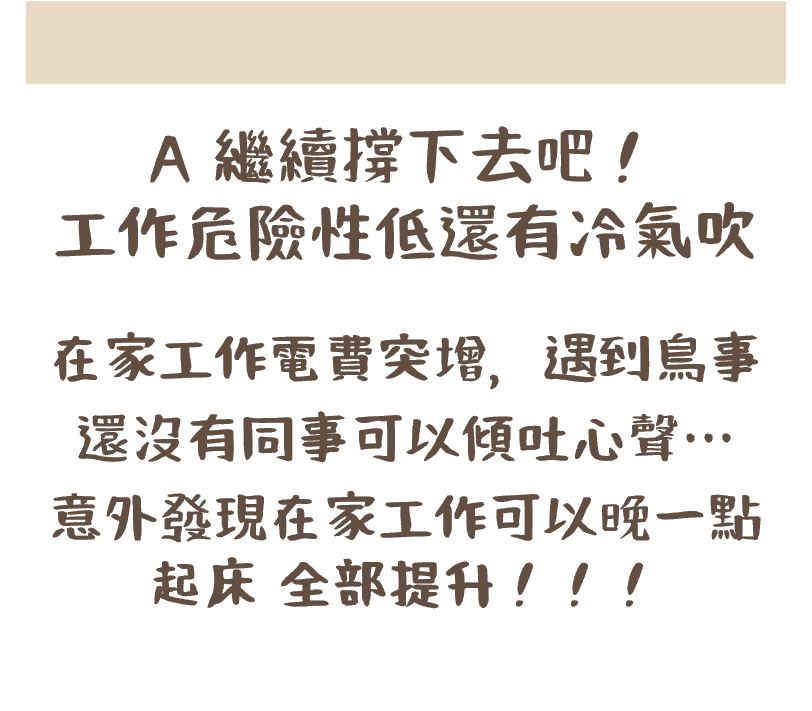 A 繼續撐下去吧！
工作危險性低還有冷氣吹
在家工作電費突增，遇到鳥事
還沒有同事可以傾吐心聲…
意外發現在家工作可以晚一點
起床 全部提升！！！